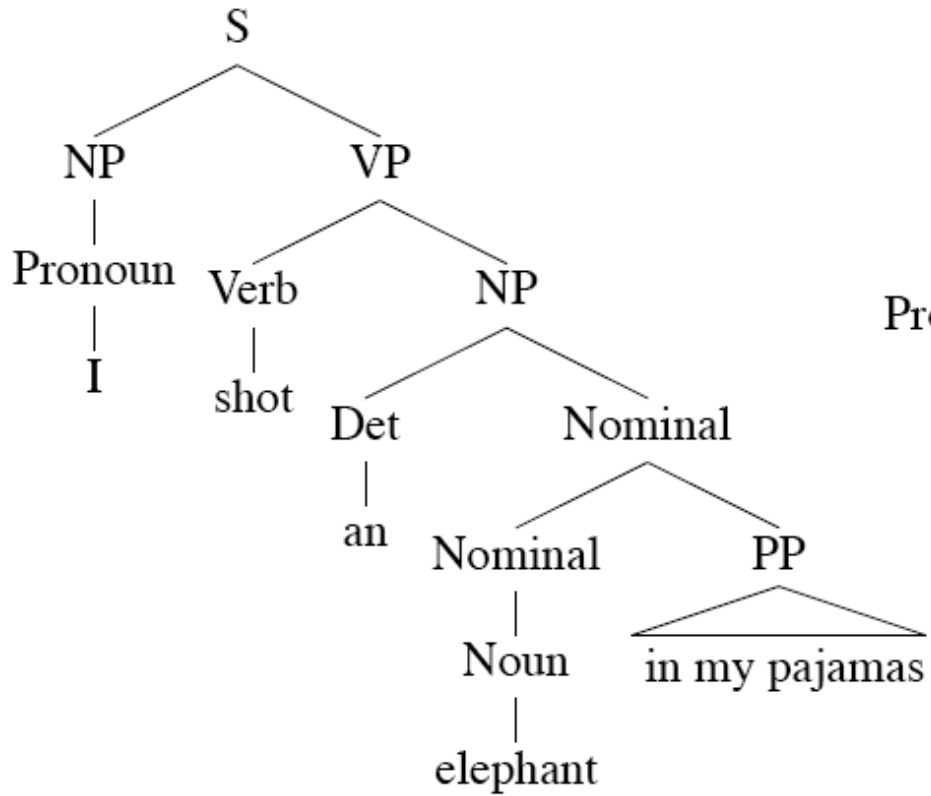 S
NP VP
Pronoun Verb NP
I shot Det Nominal
an Nominal PP
Noun in my pajamas
elephant